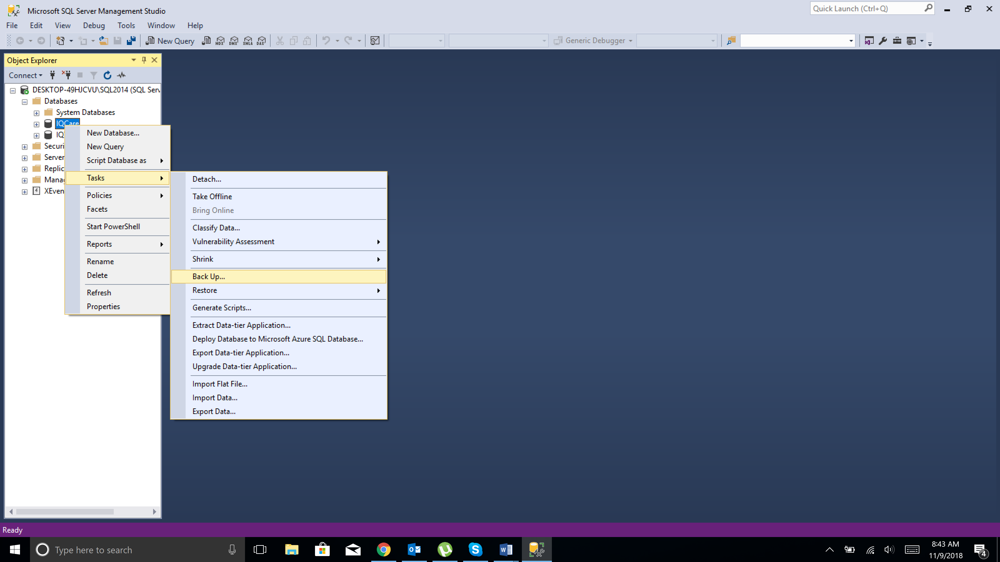 Microsoft SQL Server Management Studio
Quick Launch (Ctrl+Q)
File Edit View Debug Tools Window Help
New Query MDX DMX XMLA DAX Generic Debugger
Object Explorer
Connect
DESKTOP-49HJCVU\SQL2014 (SQL Serv
Databases
System Databases
IQCare
IQ
Securi
Server
Replic
Mana
XEven
New Database...
New Query
Script Database as
Tasks
Policies
Facets
Start PowerShell
Reports
Rename
Delete
Refresh
Properties
Detach...
Take Offline
Bring Online
Classify Data...
Vulnerability Assessment
Shrink
Back Up...
Restore
Generate Scripts...
Extract Data-tier Application...
Deploy Database to Microsoft Azure SQL Database...
Export Data-tier Application...
Upgrade Data-tier Application...
Import Flat File...
Import Data...
Export Data...
Ready
Type here to search
8:43 AM
11/9/2018
4